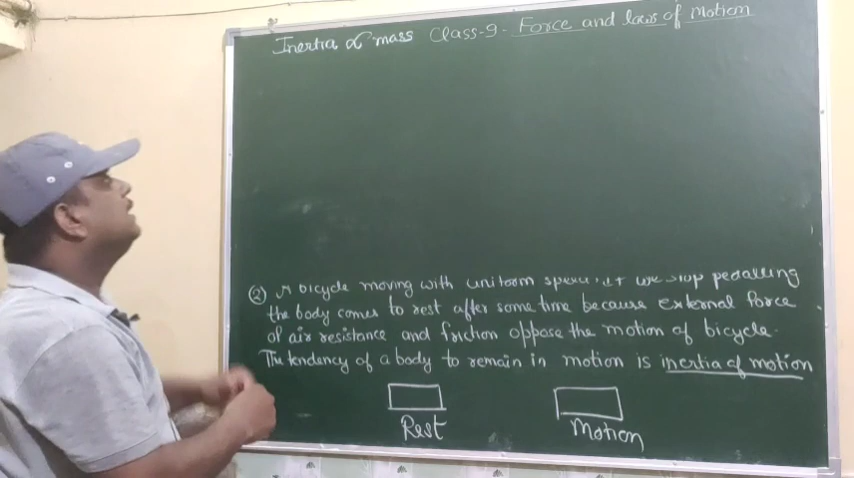 Inertia ∝ mass Class-9. Force and laws of Motion
② A bicycle moving with uniform speed. If we stop pedalling
the body comes to rest after some time because external force
of air resistance and friction oppose the motion of bicycle.
The tendency of a body to remain in motion is inertia of motion
Rest
Motion